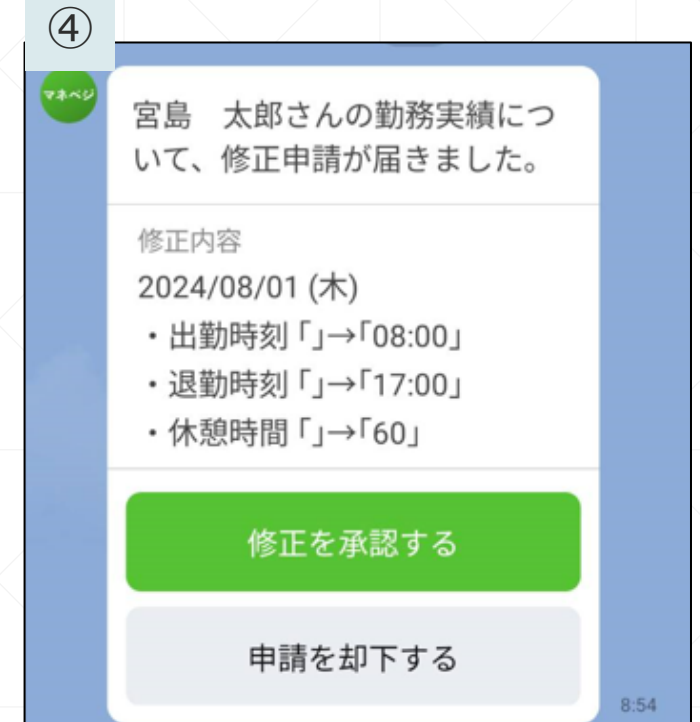 ④
マネベジ
宮島　太郎さんの勤務実績につ
いて、修正申請が届きました。
修正内容
2024/08/01 (木)
・出勤時刻「」→「08:00」
・退勤時刻「」→「17:00」
・休憩時間「」→「60」
修正を承認する
申請を却下する
8:54